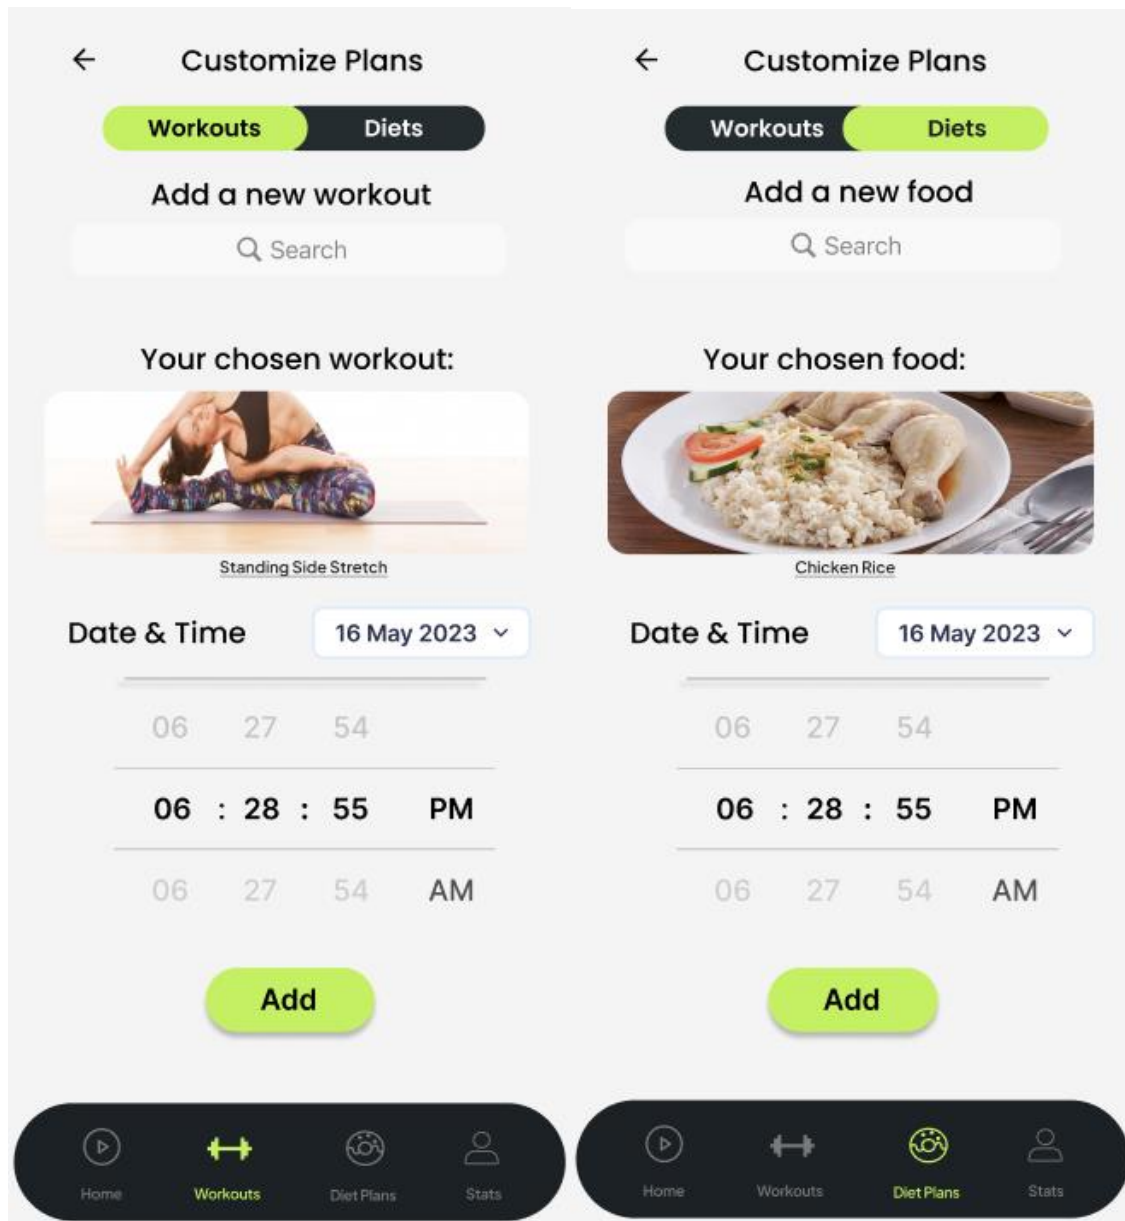 Customize Plans
Workouts Diets
Add a new workout
Search
Your chosen workout:
Standing Side Stretch
Date & Time 16 May 2023
06 27 54
06 : 28 : 55 PM
06 27 54 AM
Add
Home Workouts Diet Plans Stats
Customize Plans
Workouts Diets
Add a new food
Search
Your chosen food:
Chicken Rice
Date & Time 16 May 2023
06 27 54
06 : 28 : 55 PM
06 27 54 AM
Add
Home Workouts Diet Plans Stats